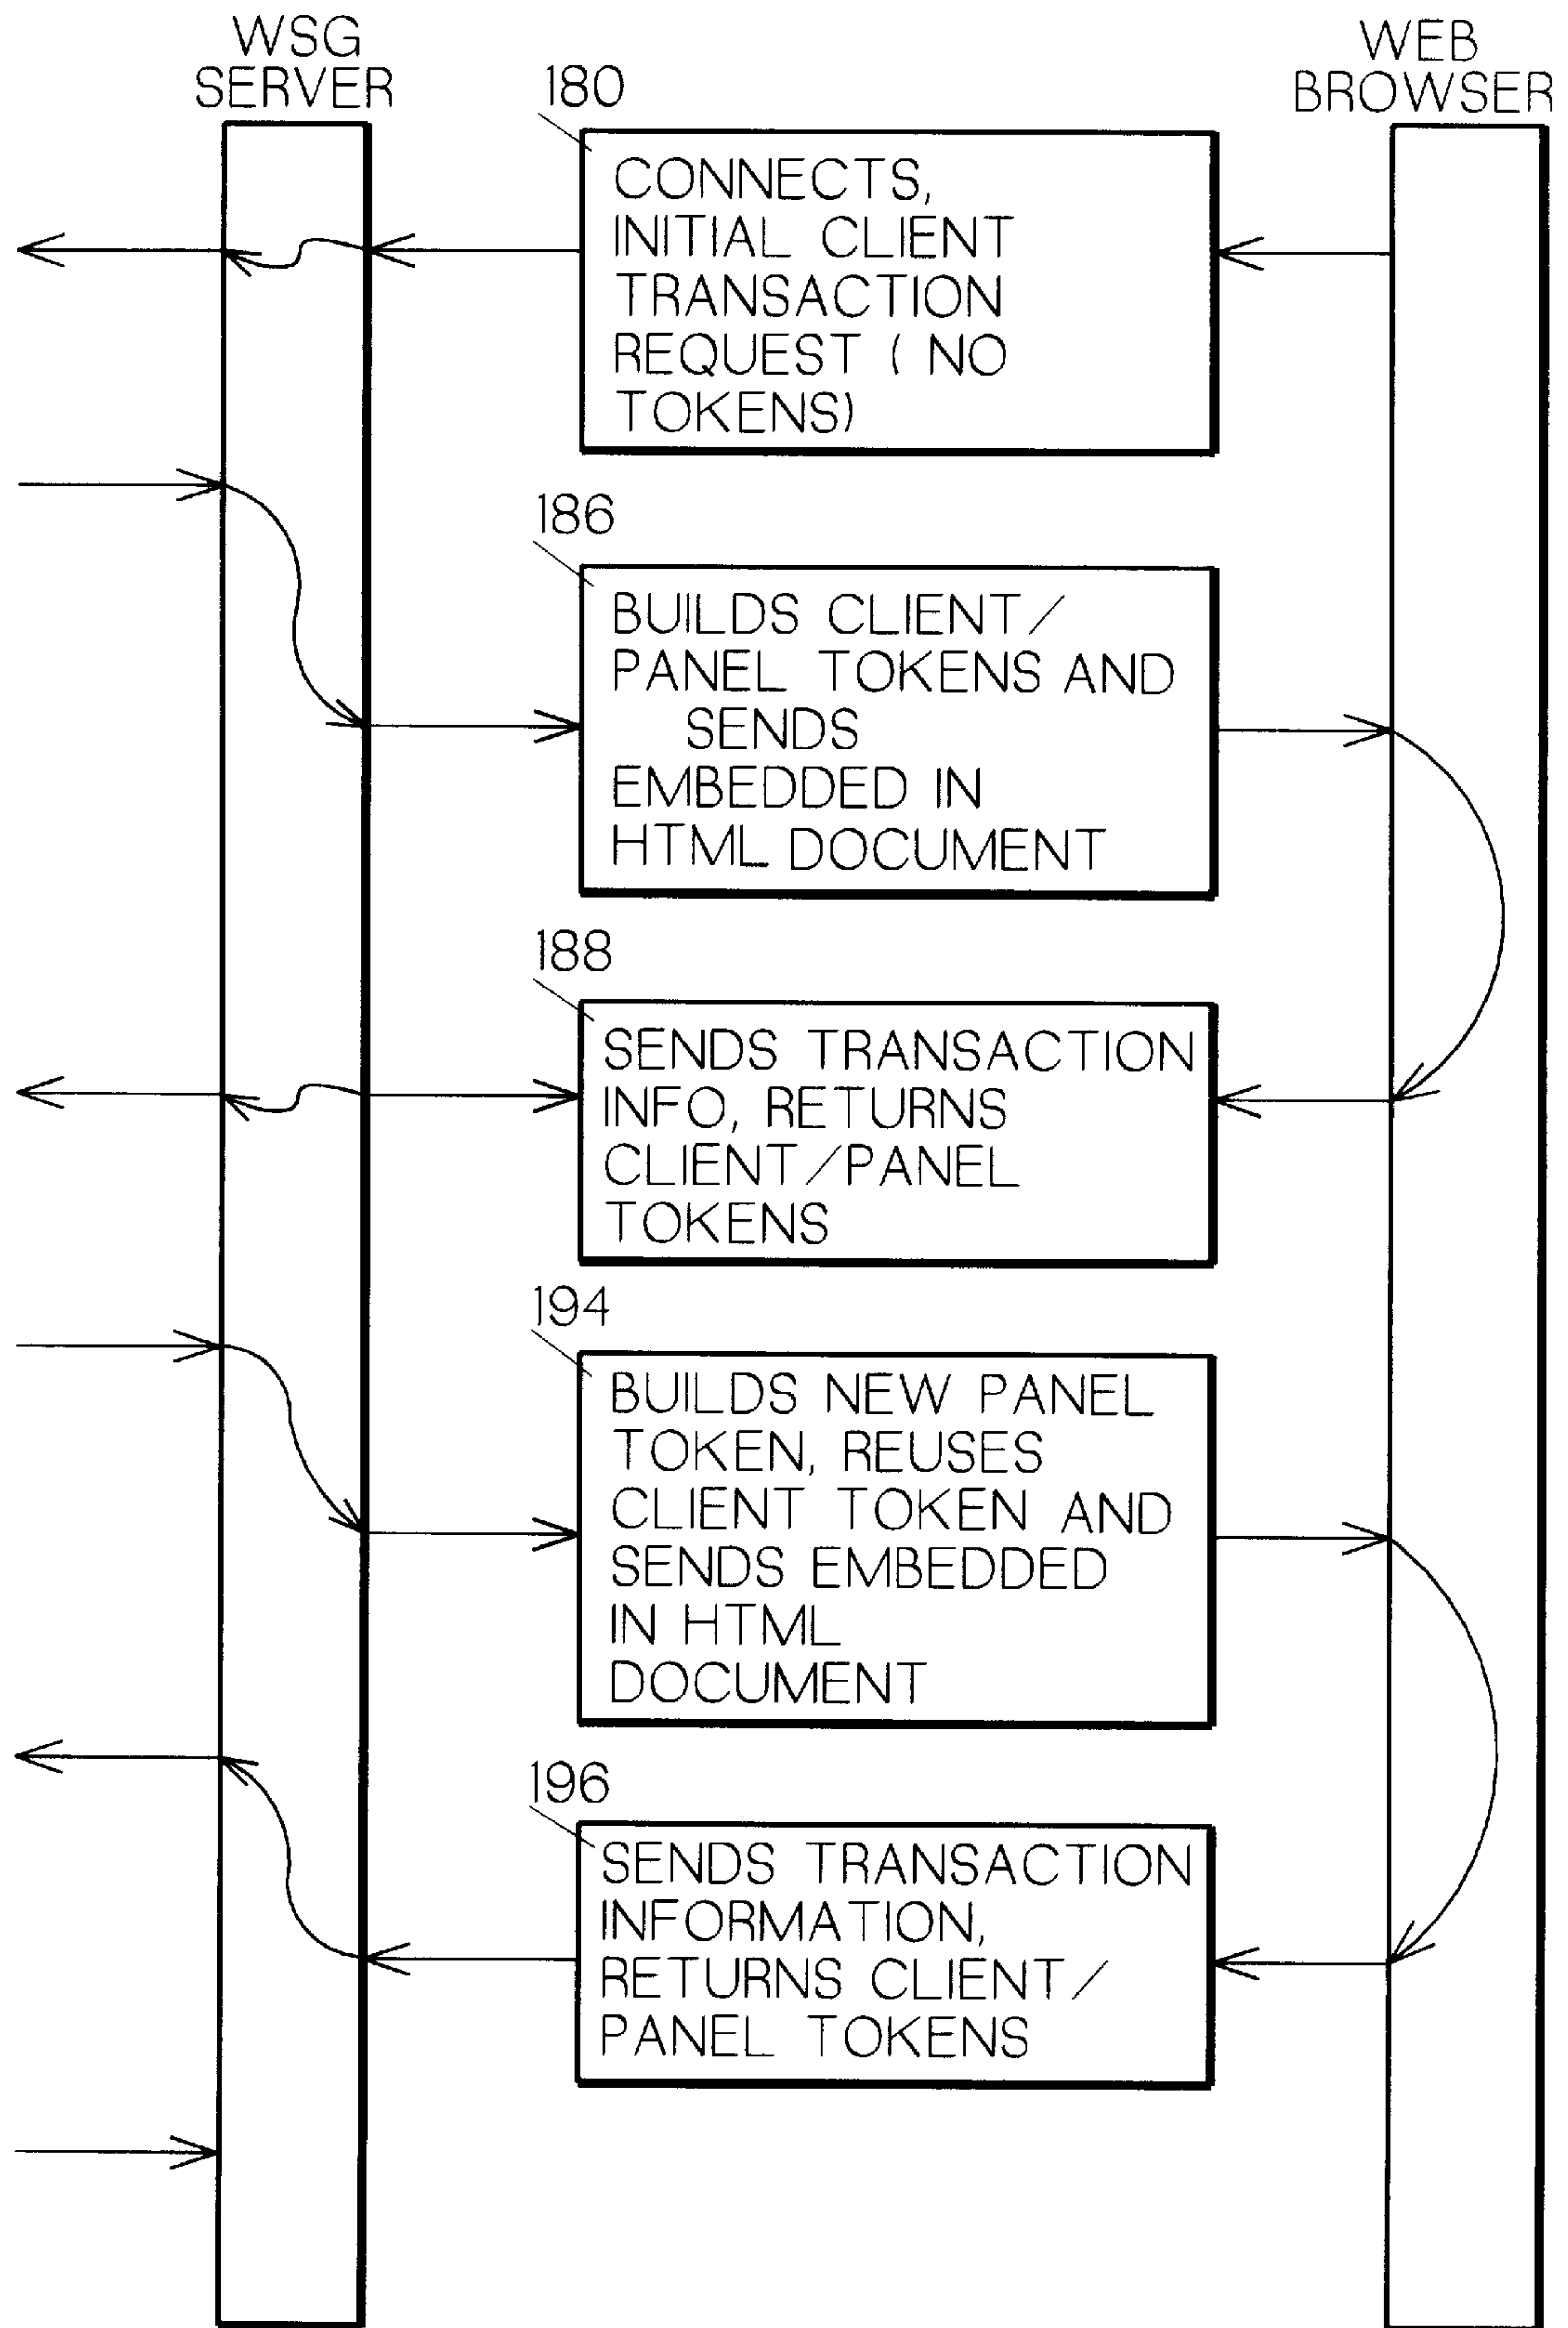 WSG
SERVER
WEB
BROWSER
180
CONNECTS,
INITIAL CLIENT
TRANSACTION
REQUEST ( NO
TOKENS)
186
BUILDS CLIENT/
PANEL TOKENS AND
SENDS
EMBEDDED IN
HTML DOCUMENT
188
SENDS TRANSACTION
INFO, RETURNS
CLIENT/PANEL
TOKENS
194
BUILDS NEW PANEL
TOKEN, REUSES
CLIENT TOKEN AND
SENDS EMBEDDED
IN HTML
DOCUMENT
196
SENDS TRANSACTION
INFORMATION,
RETURNS CLIENT/
PANEL TOKENS